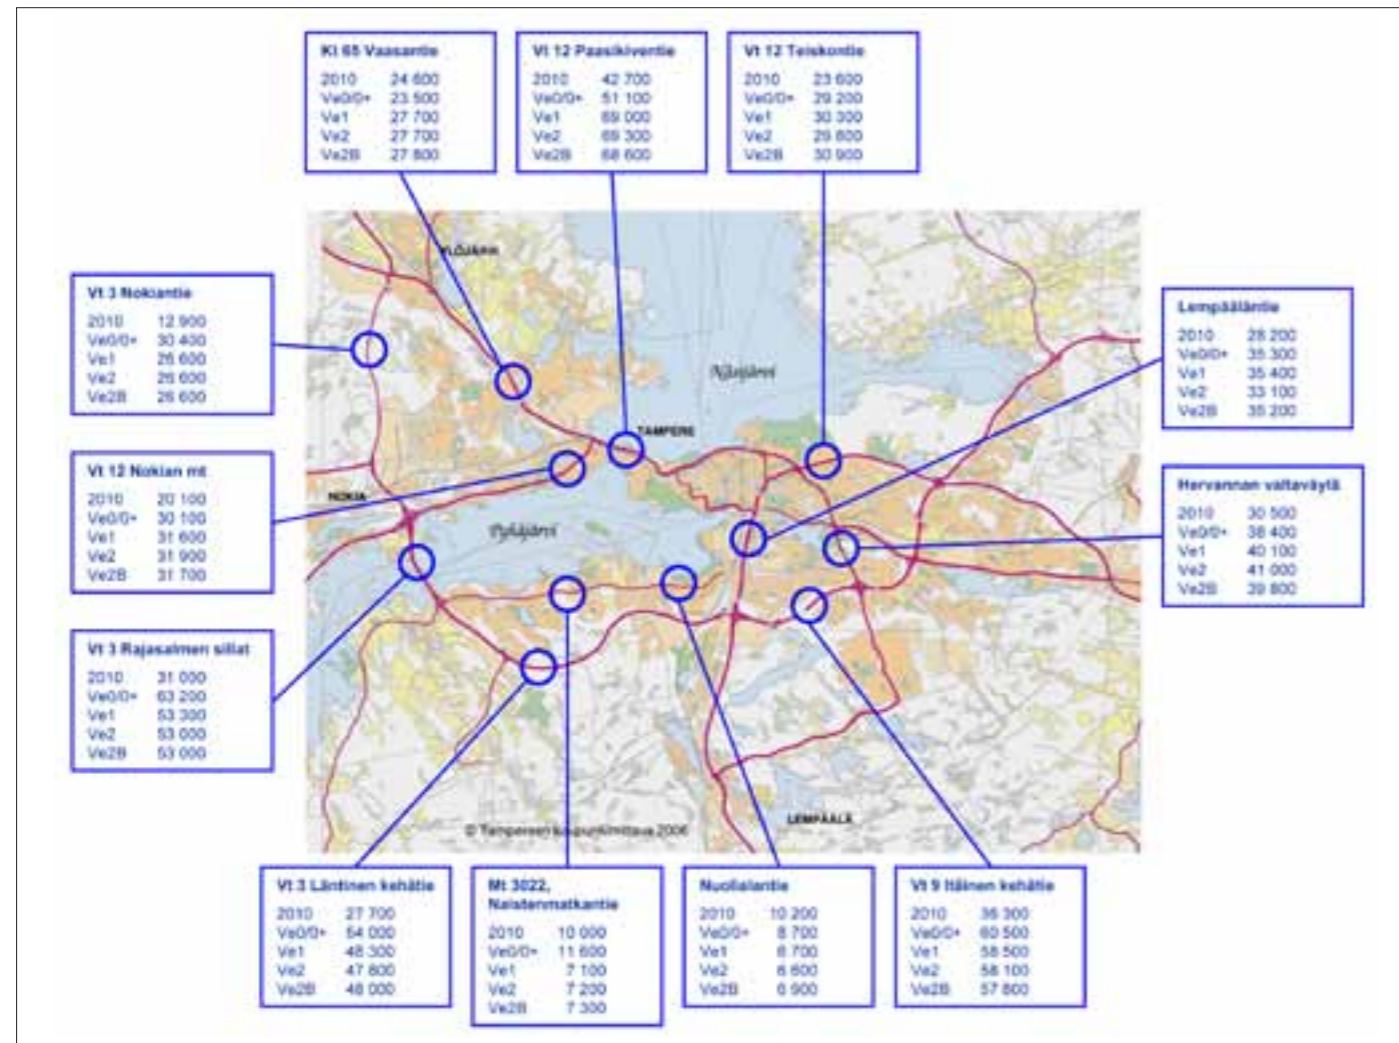 Kt 65 Vaasantie
2010 24 600
Ve0/0+ 23 500
Ve1 27 700
Ve2 27 700
Ve2B 27 800
Vt 12 Paasikiventie
2010 42 700
Ve0/0+ 51 100
Ve1 69 000
Ve2 69 300
Ve2B 68 600
Vt 12 Teiskontie
2010 23 600
Ve0/0+ 29 200
Ve1 30 300
Ve2 29 800
Ve2B 30 900
Vt 3 Nokiantie
2010 12 900
Ve0/0+ 30 400
Ve1 26 600
Ve2 26 600
Ve2B 26 600
Vt 12 Nokian mt
2010 20 100
Ve0/0+ 30 100
Ve1 31 600
Ve2 31 900
Ve2B 31 700
Vt 3 Rajasalmen sillat
2010 31 000
Ve0/0+ 63 200
Ve1 53 300
Ve2 53 000
Ve2B 53 000
YLÖJÄRVI
Näsijärvi
TAMPERE
NOKIA
Pyhäjärvi
LEMPÄÄLÄ
© Tampereen kaupunkimittaus 2006
Lempääläntie
2010 28 200
Ve0/0+ 35 300
Ve1 35 400
Ve2 33 100
Ve2B 35 200
Hervannan valtaväylä
2010 30 500
Ve0/0+ 38 400
Ve1 40 100
Ve2 41 000
Ve2B 39 800
Vt 3 Läntinen kehätie
2010 27 700
Ve0/0+ 54 000
Ve1 48 300
Ve2 47 800
Ve2B 48 000
Mt 3022,
Naistenmatkantie
2010 10 000
Ve0/0+ 11 600
Ve1 7 100
Ve2 7 200
Ve2B 7 300
Nuolialantie
2010 10 200
Ve0/0+ 8 700
Ve1 6 700
Ve2 6 600
Ve2B 6 900
Vt 9 Itäinen kehätie
2010 36 300
Ve0/0+ 60 500
Ve1 58 500
Ve2 58 100
Ve2B 57 800